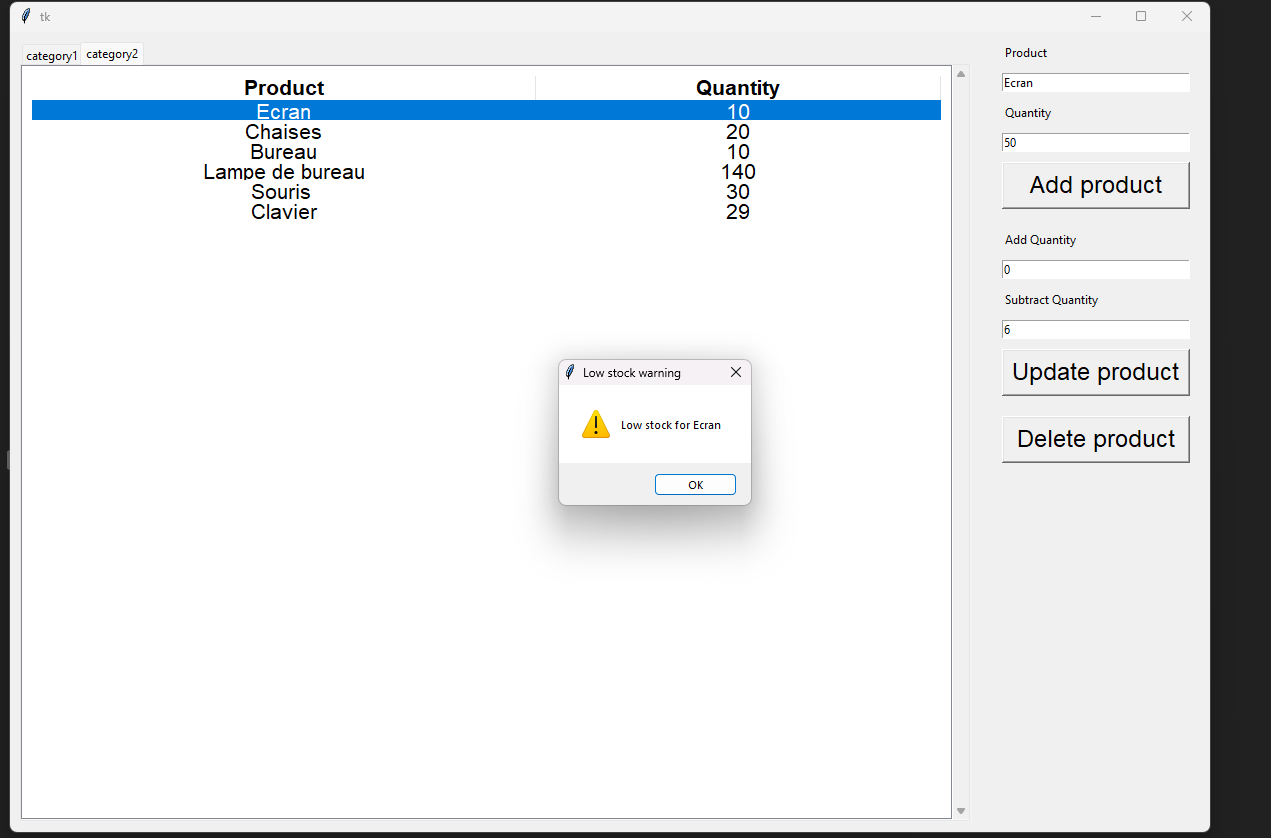 tk
category1 category2
Product Quantity
Ecran 10
Chaises 20
Bureau 10
Lampe de bureau 140
Souris 30
Clavier 29
Low stock warning
Low stock for Ecran
OK
Product
Ecran
Quantity
50
Add product
Add Quantity
0
Subtract Quantity
6
Update product
Delete product